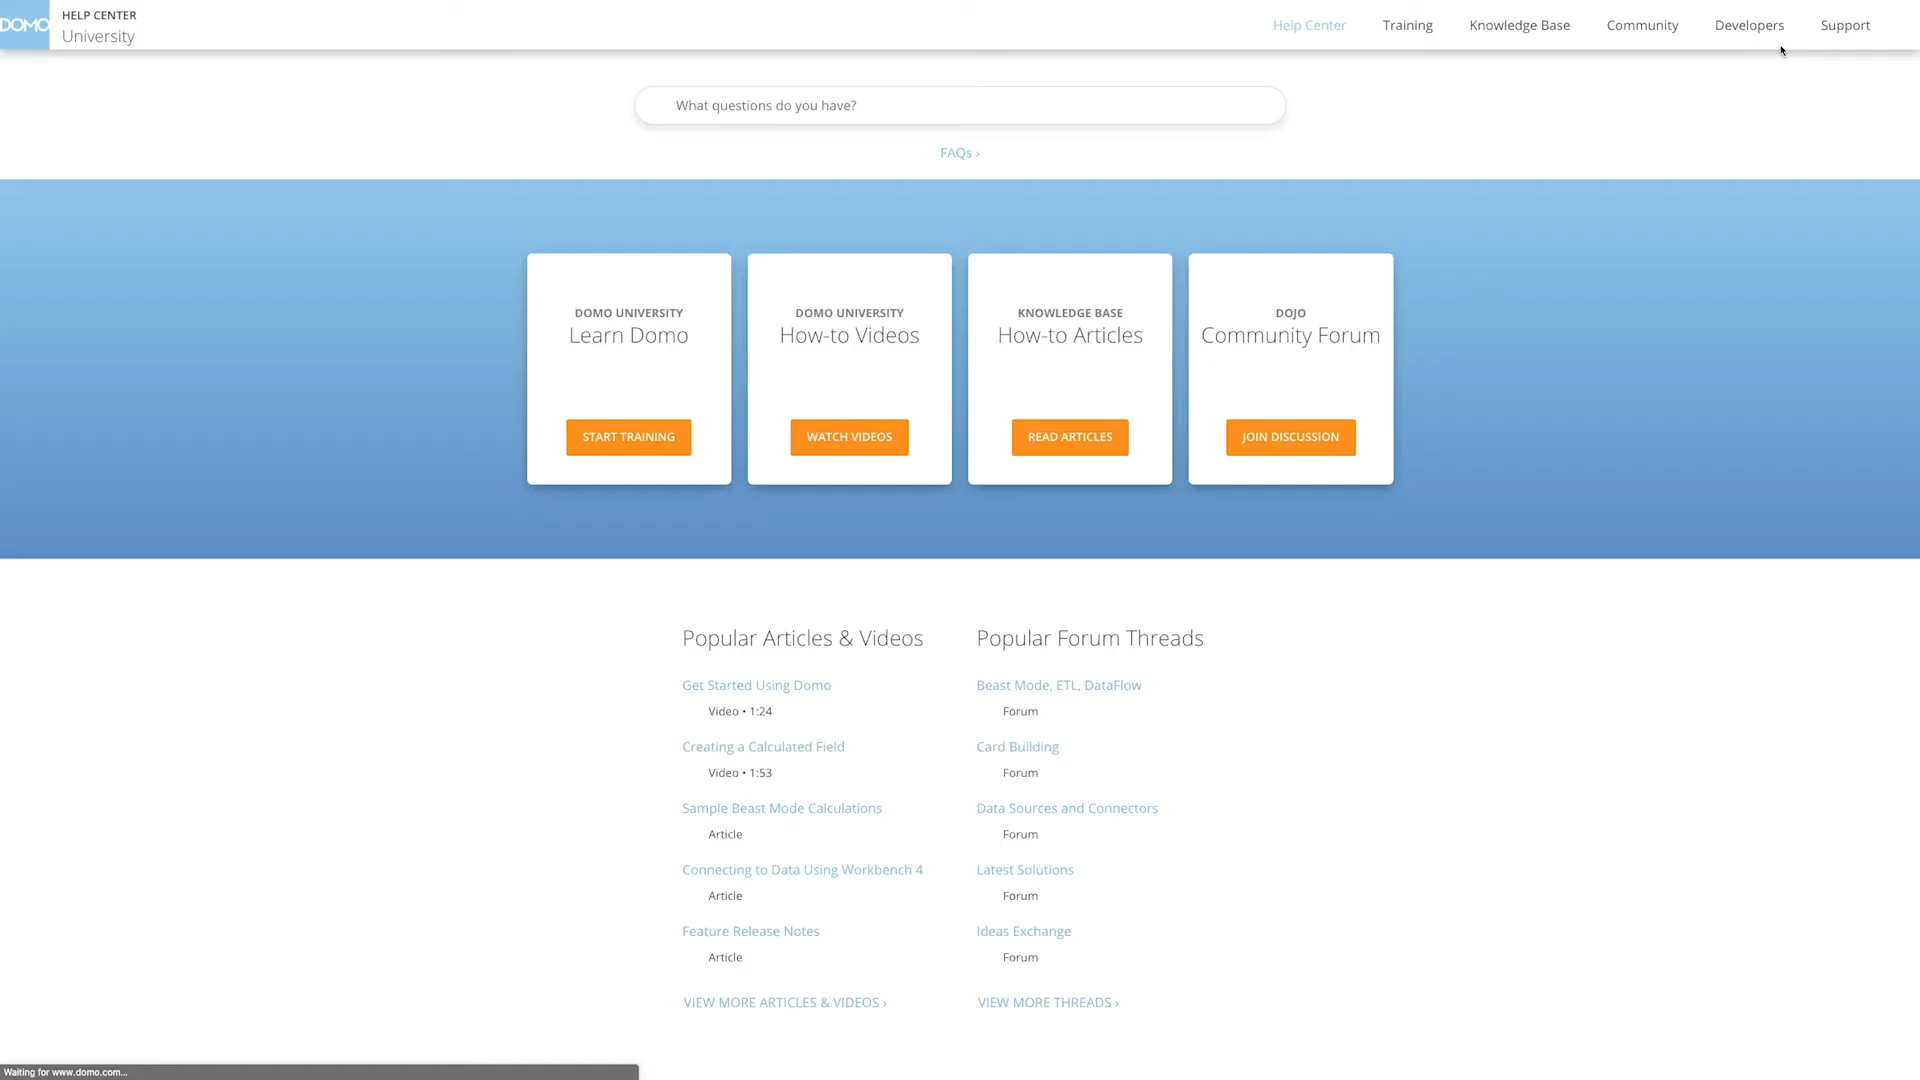 DOMO
HELP CENTER
University
Help Center
Training
Knowledge Base
Community
Developers
Support
What questions do you have?
FAQs ›
DOMO UNIVERSITY
Learn Domo
START TRAINING
DOMO UNIVERSITY
How-to Videos
WATCH VIDEOS
KNOWLEDGE BASE
How-to Articles
READ ARTICLES
DOJO
Community Forum
JOIN DISCUSSION
Popular Articles & Videos
Get Started Using Domo
Video • 1:24
Creating a Calculated Field
Video • 1:53
Sample Beast Mode Calculations
Article
Connecting to Data Using Workbench 4
Article
Feature Release Notes
Article
VIEW MORE ARTICLES & VIDEOS ›
Popular Forum Threads
Beast Mode, ETL, DataFlow
Forum
Card Building
Forum
Data Sources and Connectors
Forum
Latest Solutions
Forum
Ideas Exchange
Forum
VIEW MORE THREADS ›
Waiting for www.domo.com...